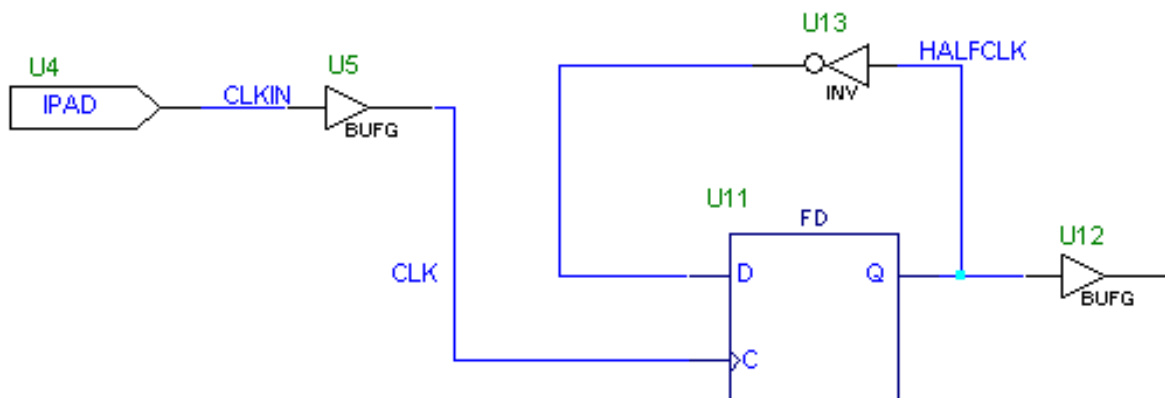 U13
HALFCLK
U4
U5
IPAD
CLKIN
INV
BUFG
U11
FD
U12
CLK
D
Q
BUFG
C